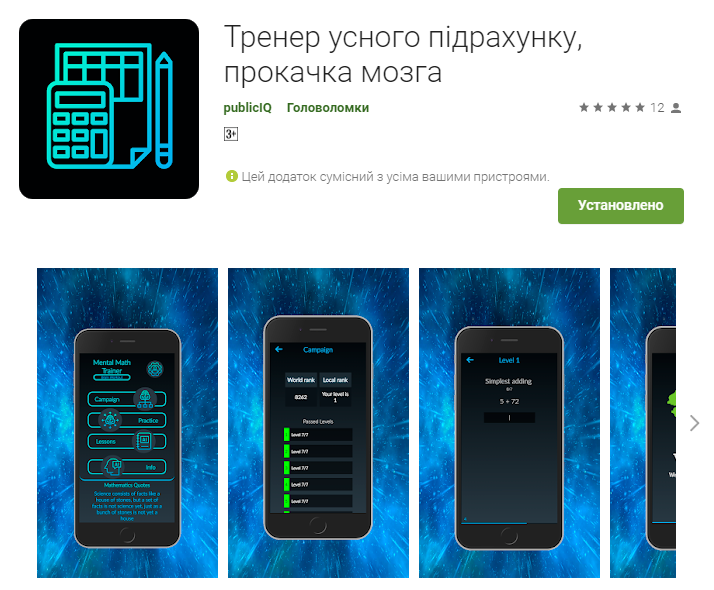 Тренер усного підрахунку,
прокачка мозга
publicIQ Головоломки
12
3+
Цей додаток сумісний з усіма вашими пристроями.
Установлено
Mental Math
Trainer
Campaign
Practice
Lessons
Info
Mathematics Quotes
Science consists of facts like a
house of stones, but a set of
facts is not science yet, just as a
bunch of stones is not yet a
house
Campaign
World rank Local rank
8262 Your level is
1
Passed Levels
Level 7/7
Level 7/7
Level 7/7
Level 7/7
Level 7/7
Level 1
Simplest adding
0/7
5 + 72
We